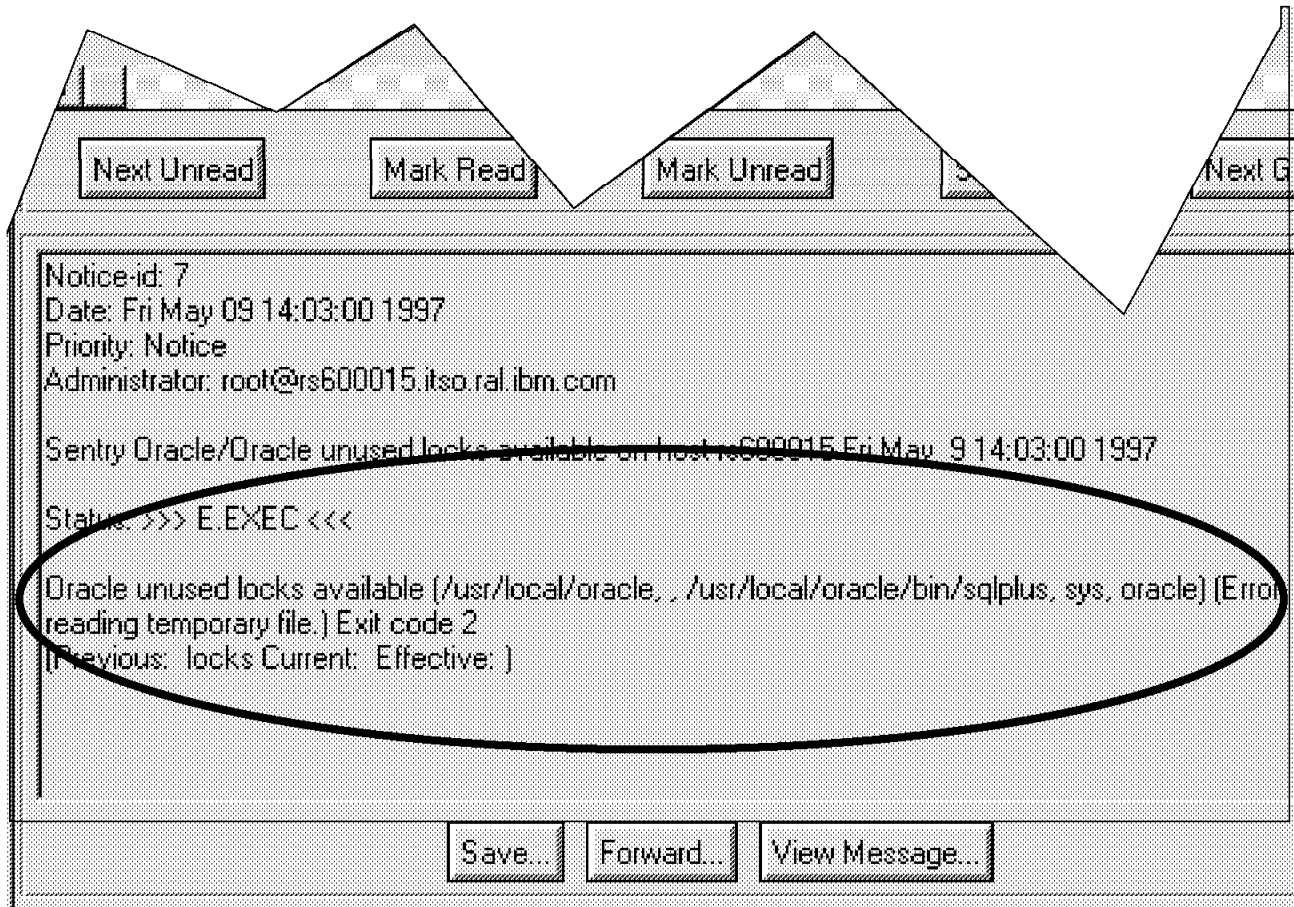 Next Unread Mark Read Mark Unread Next G
Notice-id: 7
Date: Fri May 09 14:03:00 1997
Priority: Notice
Administrator: root@rs600015.itso.ral.ibm.com
Sentry Oracle/Oracle unused locks available on host rs600015 Fri May  9 14:03:00 1997
Status: >>> E.EXEC <<<
Oracle unused locks available (/usr/local/oracle, , /usr/local/oracle/bin/sqlplus, sys, oracle) (Error
reading temporary file.) Exit code 2
(Previous:  locks Current:  Effective: )
Save... Forward... View Message...